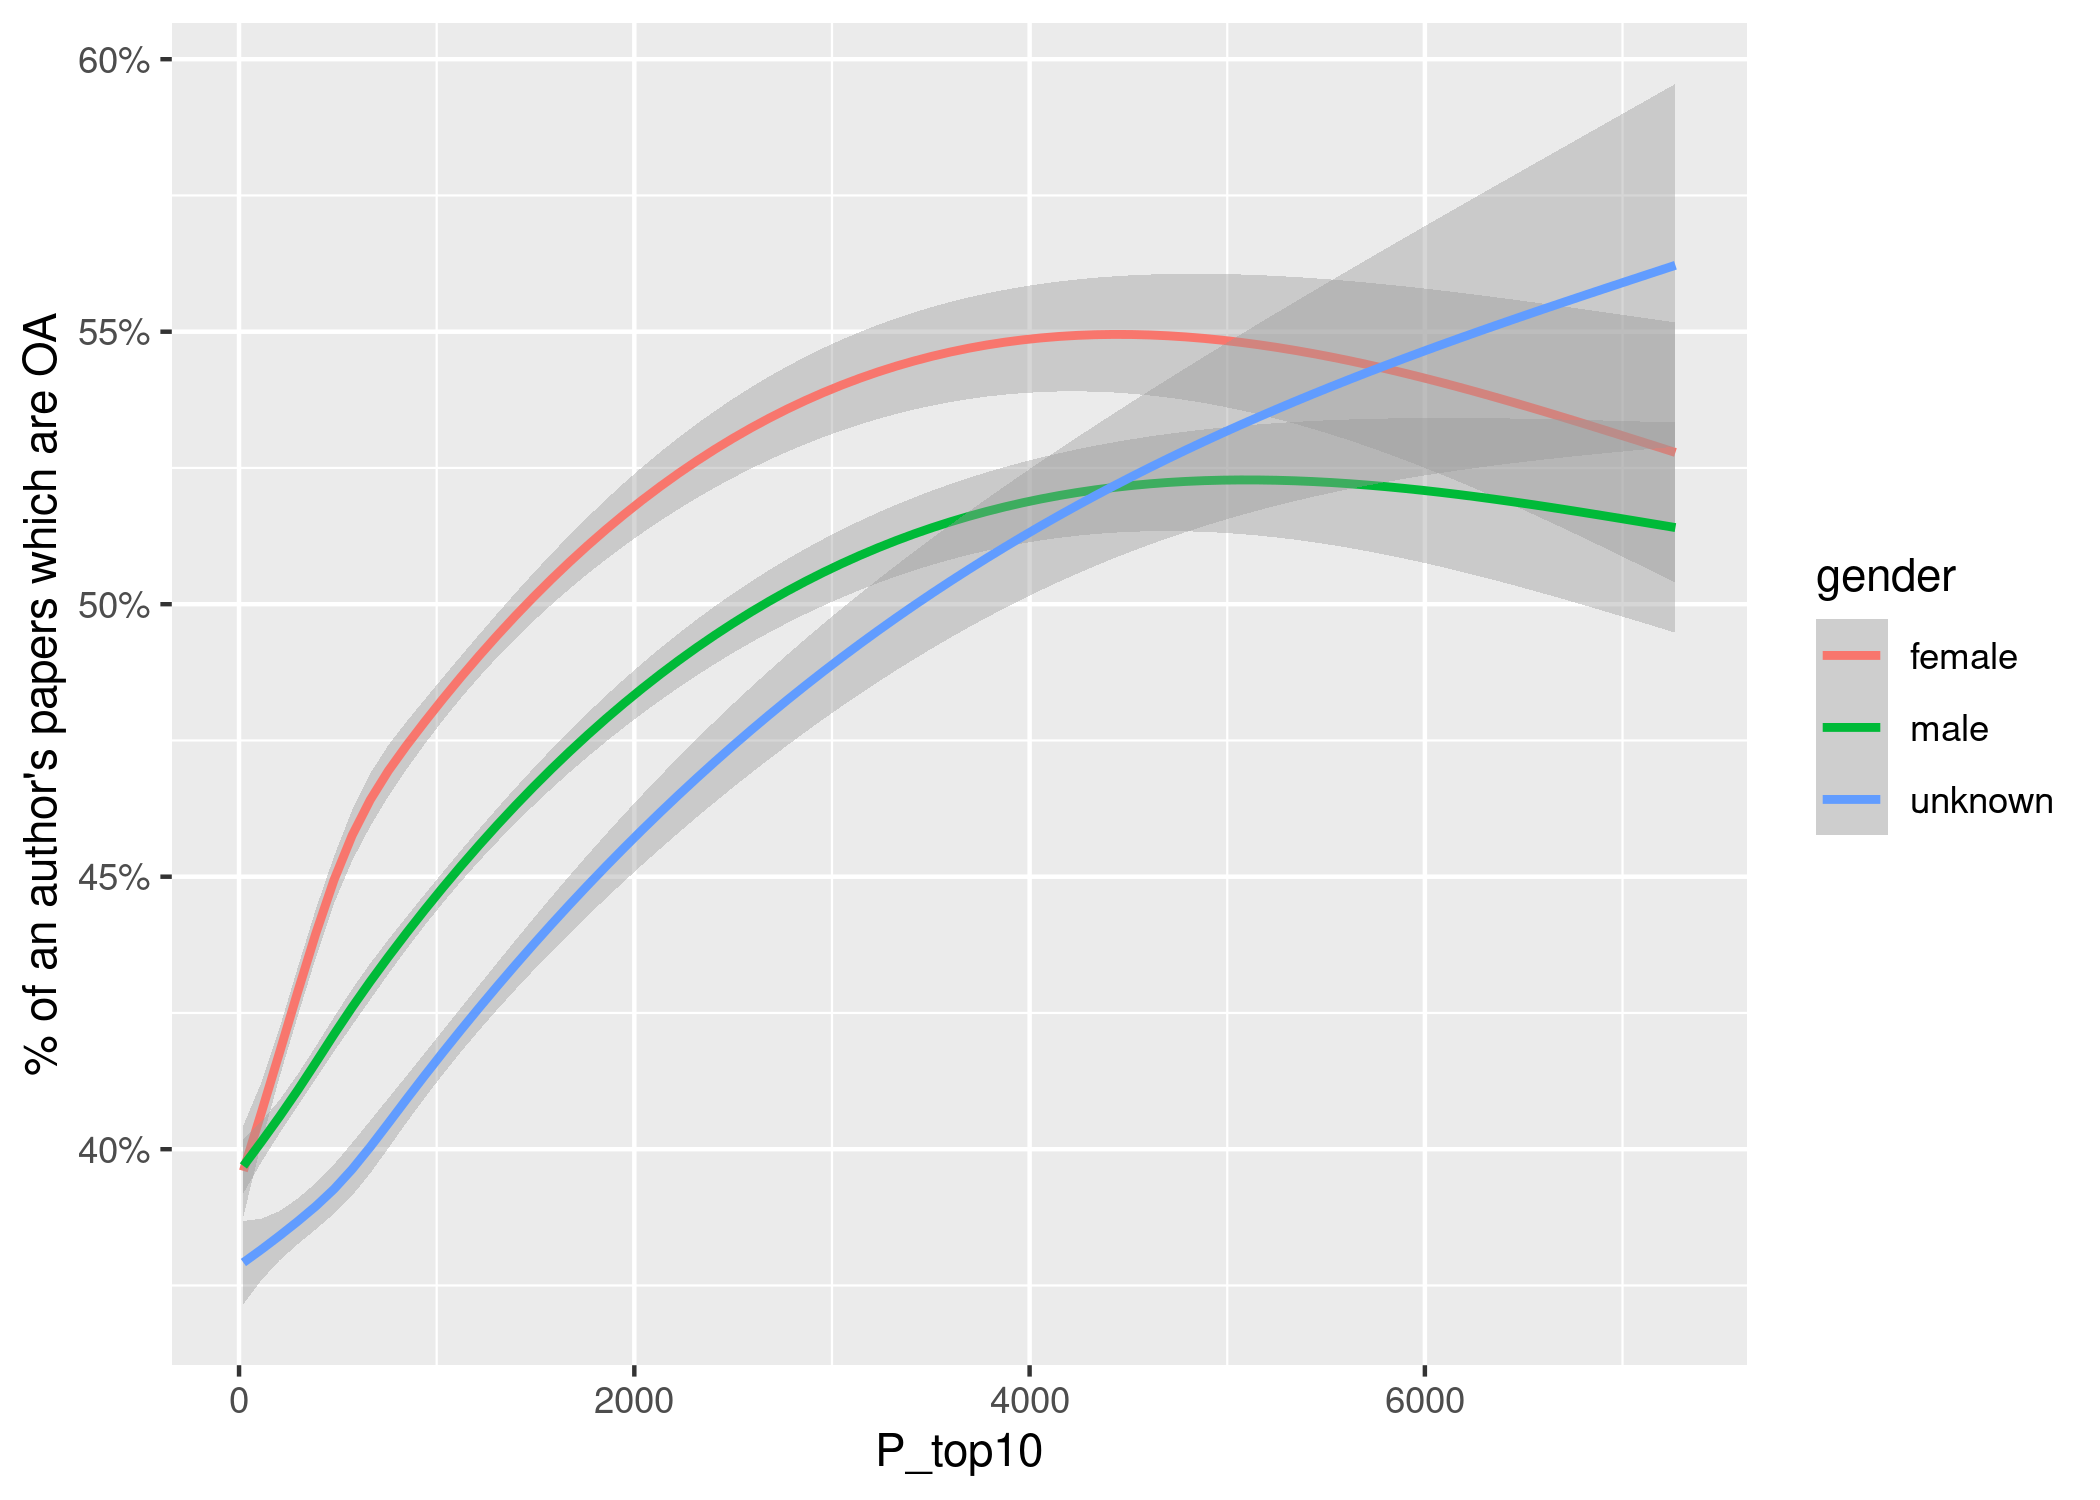 60%
55%
50%
45%
40%
% of an author's papers which are OA
0
2000
4000
6000
P_top10
gender
female
male
unknown